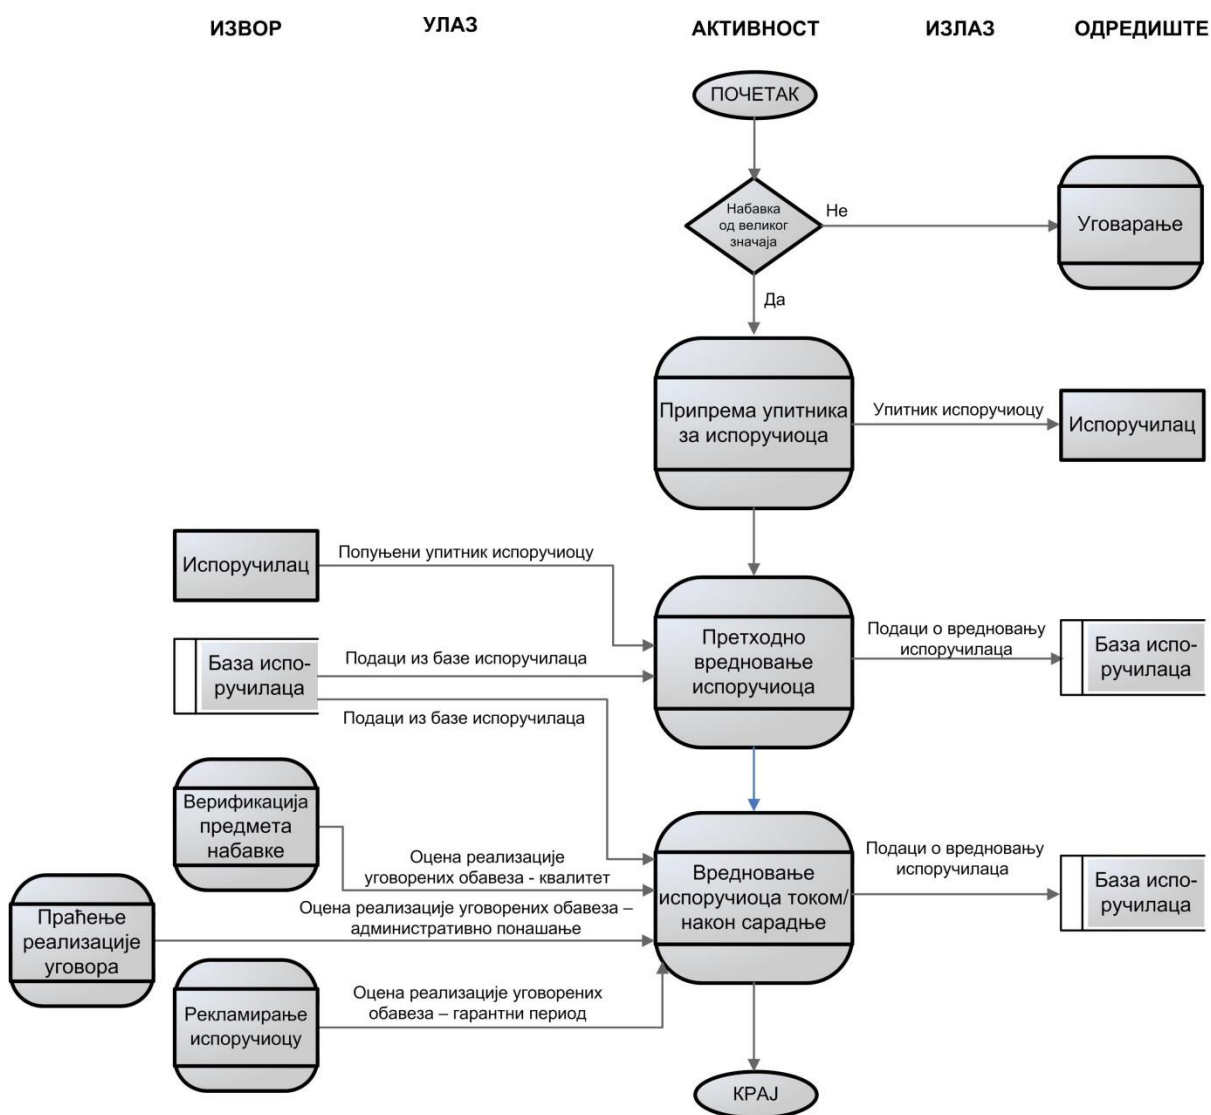 ИЗВОР УЛАЗ АКТИВНОСТ ИЗЛАЗ ОДРЕДИШТЕ
ПОЧЕТАК
Набавка
од великог
значаја
Не
Уговарање
Да
Припрема упитника
за испоручиоца
Упитник испоручиоцу
Испоручилац
Испоручилац
Попуњени упитник испоручиоцу
База испо-
ручилаца
Подаци из базе испоручилаца
Подаци из базе испоручилаца
Претходно
вредновање
испоручиоца
Подаци о вредновању
испоручилаца
База испо-
ручилаца
Верификација
предмета
набавке
Оцена реализације
уговорених обавеза - квалитет
Праћење
реализације
уговора
Оцена реализације уговорених обавеза –
административно понашање
Рекламирање
испоручиоцу
Оцена реализације уговорених
обавеза – гарантни период
Вредновање
испоручиоца током/
након сарадње
Подаци о вредновању
испоручилаца
База испо-
ручилаца
КРАЈ